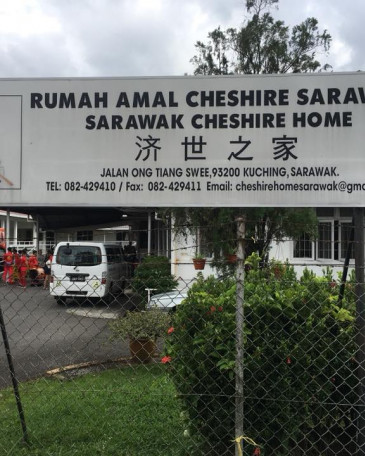 RUMAH AMAL CHESHIRE SARAW
SARAWAK CHESHIRE HOME
济世之家
JALAN ONG TIANG SWEE,93200 KUCHING,SARAWAK.
TEL: 082-429410 / Fax: 082-429411 Email: cheshirehomesarawak@gma